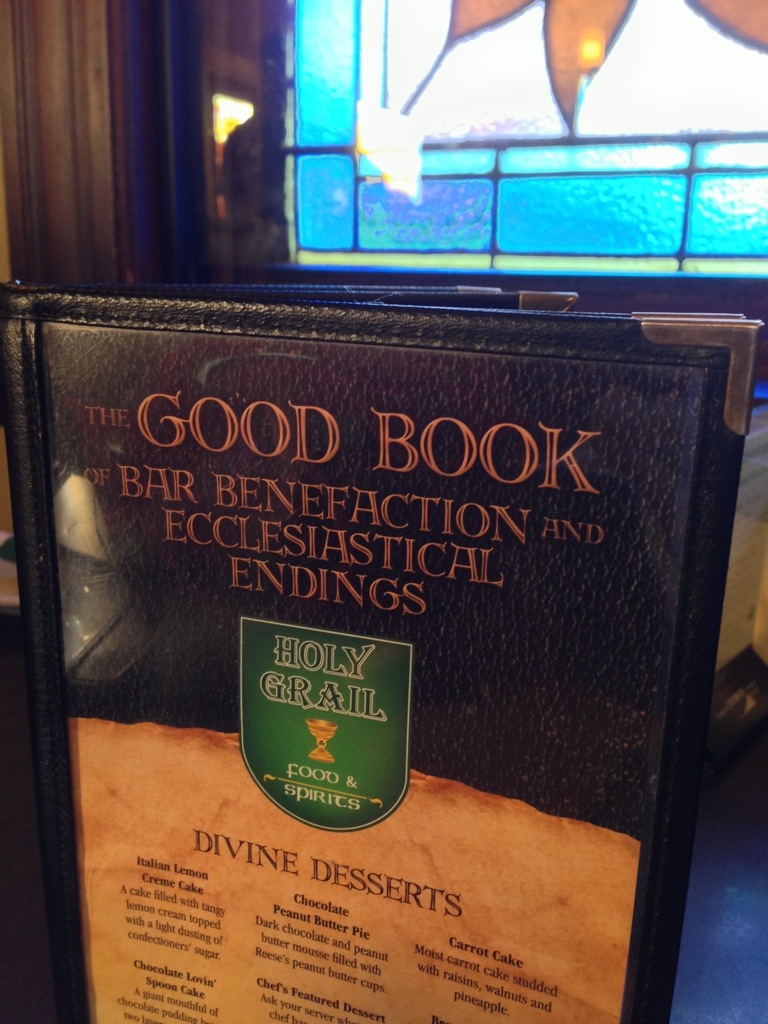 THE GOOD BOOK
OF BAR BENEFACTION AND
ECCLESIASTICAL
ENDINGS
HOLY
GRAIL
FOOD &
SPIRITS
DIVINE DESSERTS
Italian Lemon
Creme Cake
A cake filled with tangy
lemon cream topped
with a light dusting of
confectioners' sugar.
Chocolate Lovin'
Spoon Cake
A giant mouthful of
chocolate pudding
Chocolate
Peanut Butter Pie
Dark chocolate and peanut
butter mousse filled with
Reese's peanut butter cups.
Chef's Featured Dessert
Ask your server
chef
Carrot Cake
Moist carrot cake studded
with raisins, walnuts and
pineapple.